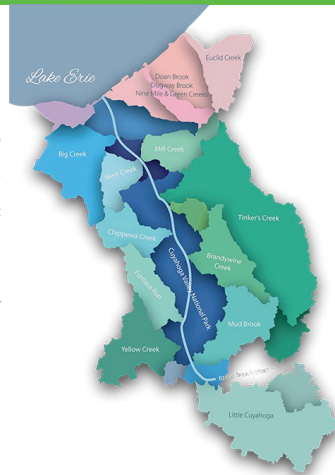 Euclid Creek
Lake Erie
Doan Brook
Dugway Brook
Nine Mile & Green Creeks
Big Creek
Mill Creek
West Creek
Tinker's Creek
Chippewa Creek
Cuyahoga Valley National Park
Brandywine
Creek
Furnace Run
Mud Brook
Yellow Creek
Little Cuyahoga